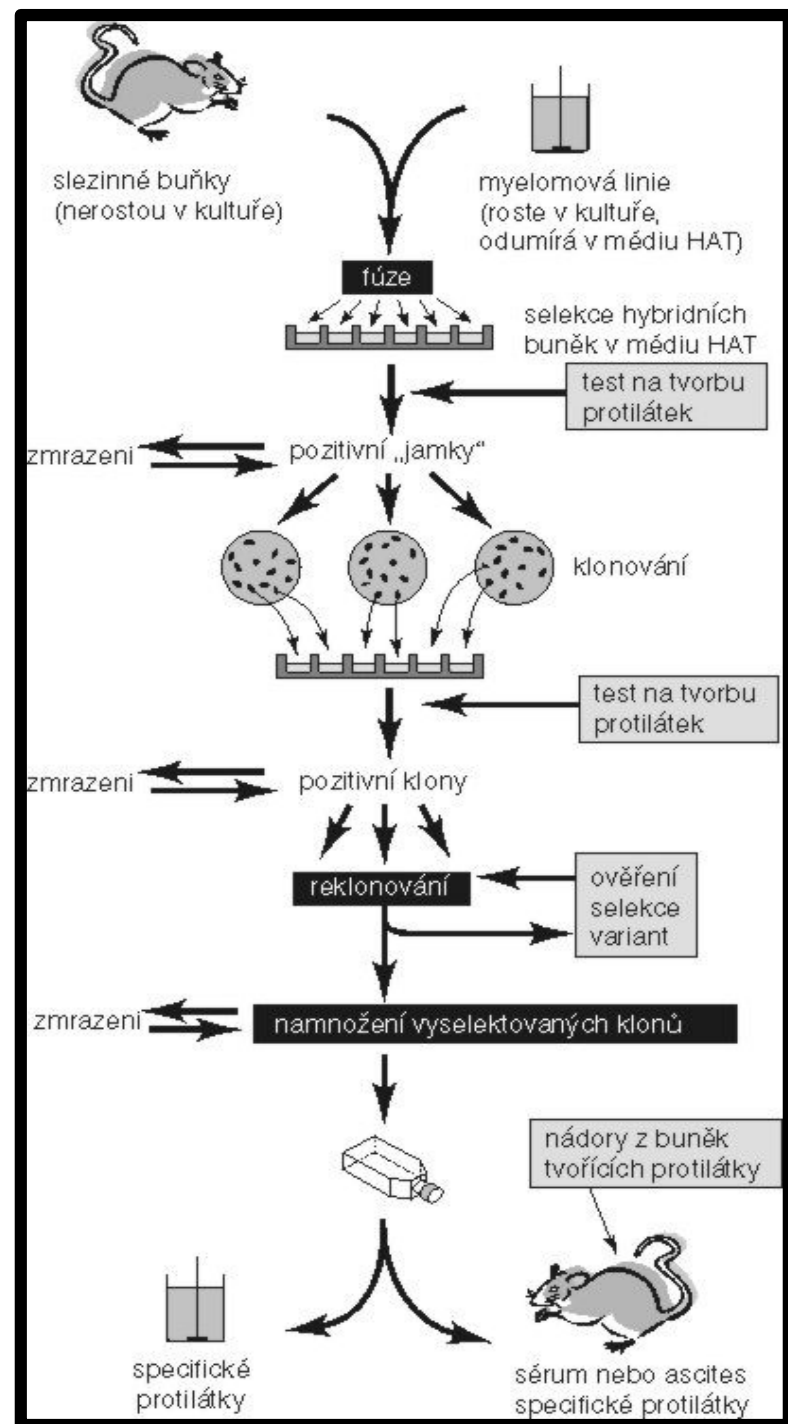 slezinné buňky
(nerostou v kultuře)
myelomová linie
(roste v kultuře,
odumírá v médiu HAT)
fúze
selekce hybridních
buněk v médiu HAT
test na tvorbu
protilátek
zmrazeni
pozitivní „jamky“
klonování
test na tvorbu
protilátek
zmrazeni
pozitivní klony
reklonování
ověření
selekce
variant
zmrazeni
namnožení vyselektovaných klonů
nádory z buněk
tvořících protilátky
specifické
protilátky
sérum nebo ascites
specifické protilátky